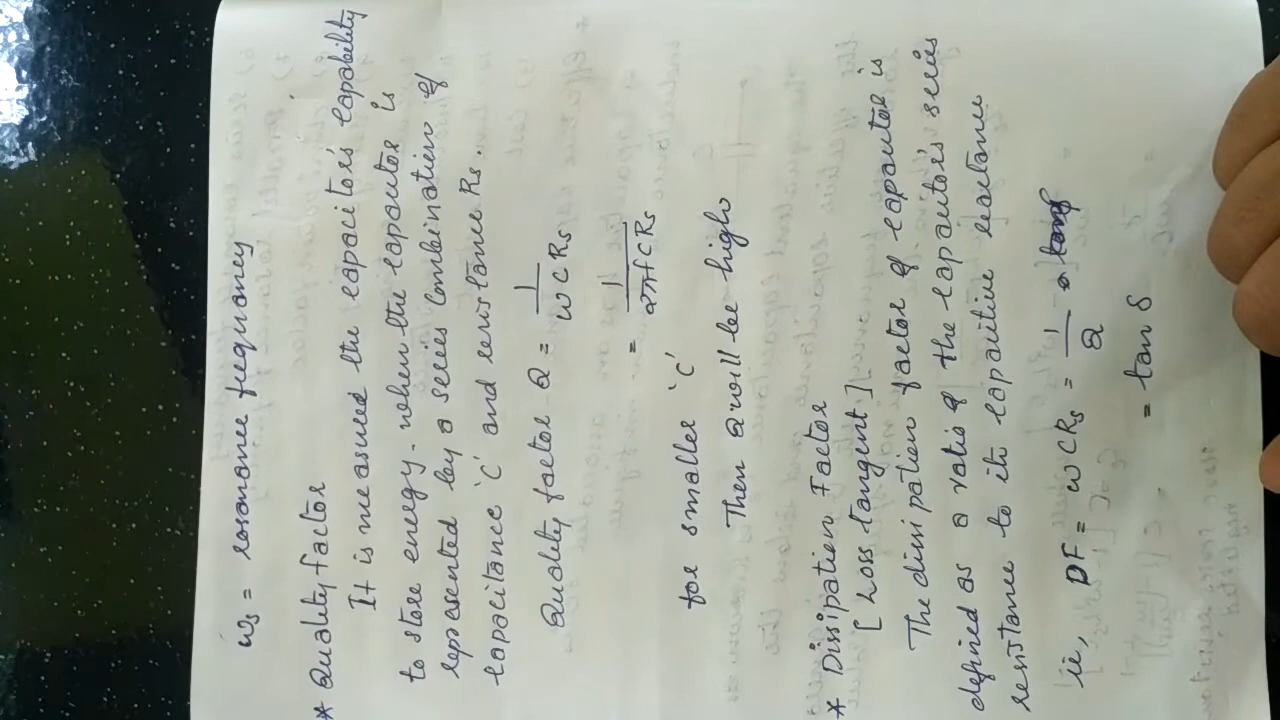 ωs = resonance frequency
* Quality factor
It is measured the capacitors capability
to store energy. when the capacitor is
represented by a series combination of
capacitance 'C' and resistance Rs.
Quality factor Q = 1/ωCRs
= 1/2πfCRs
for smaller 'C'
Then Q will be high
* Dissipation Factor
[Loss tangent].
The dissipation factor of capacitor is
defined as a ratio of the capacitor's series
resistance to its capacitive reactance
ie, DF = ωCRs = 1/Q
= tan δ